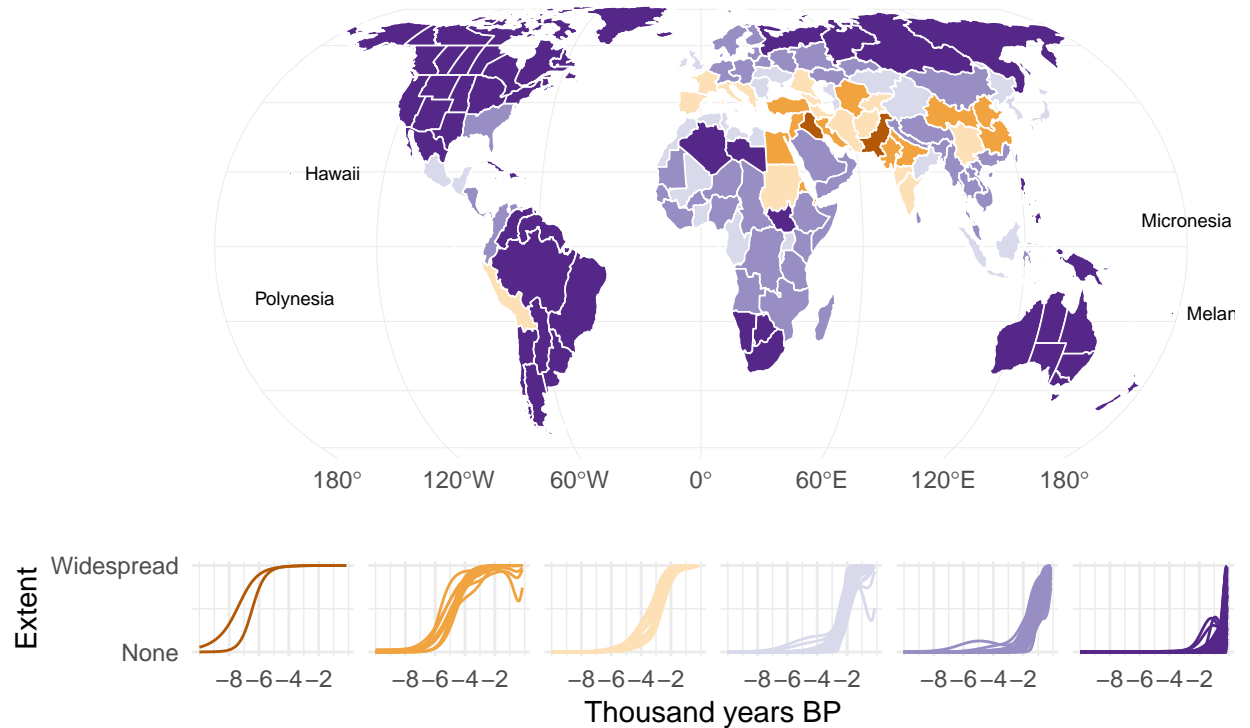 Hawaii
Micronesia
Polynesia
Melan
180° 120°W 60°W 0° 60°E 120°E 180°
Extent
Widespread
None
−8−6−4−2 −8−6−4−2 −8−6−4−2 −8−6−4−2 −8−6−4−2 −8−6−4−2
Thousand years BP